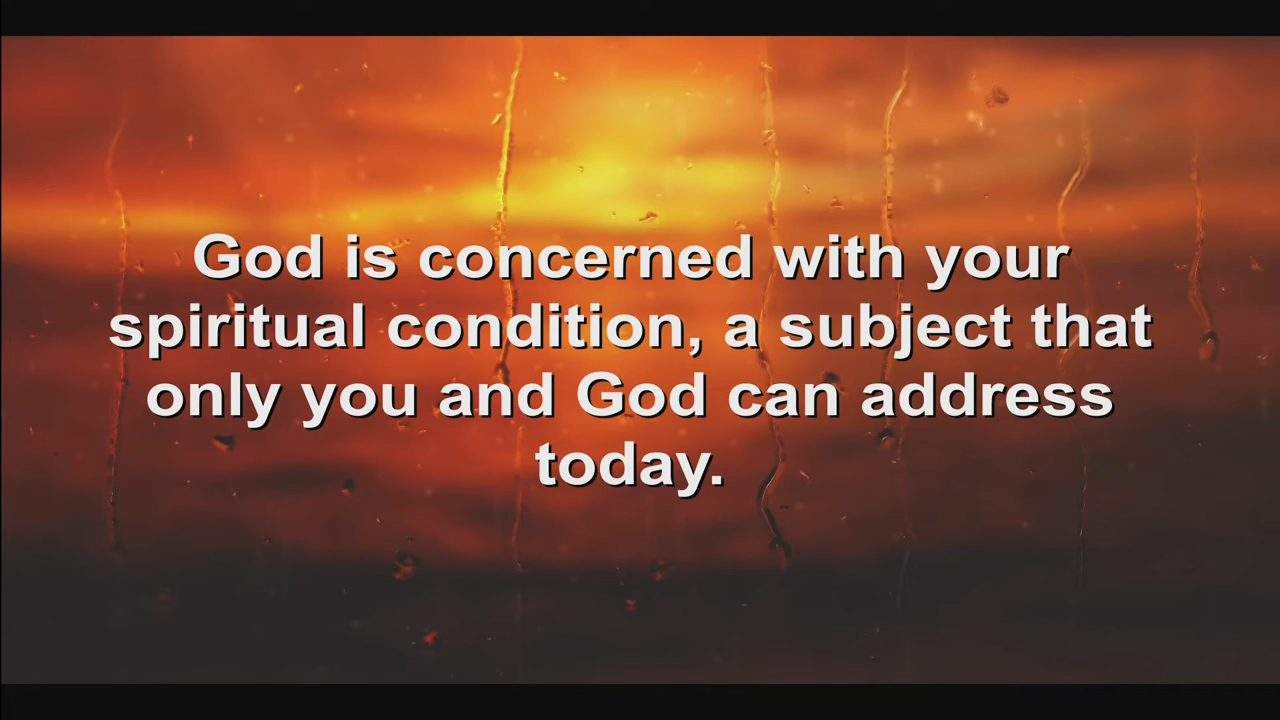 God is concerned with your
spiritual condition, a subject that
only you and God can address
today.